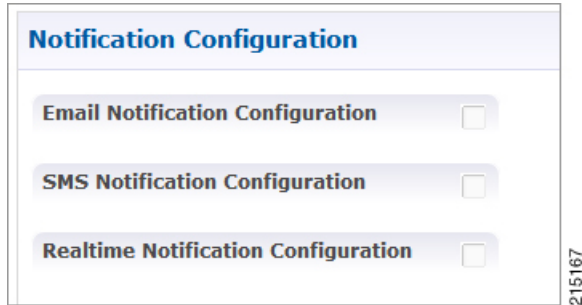 Notification Configuration
Email Notification Configuration
SMS Notification Configuration
Realtime Notification Configuration
215167